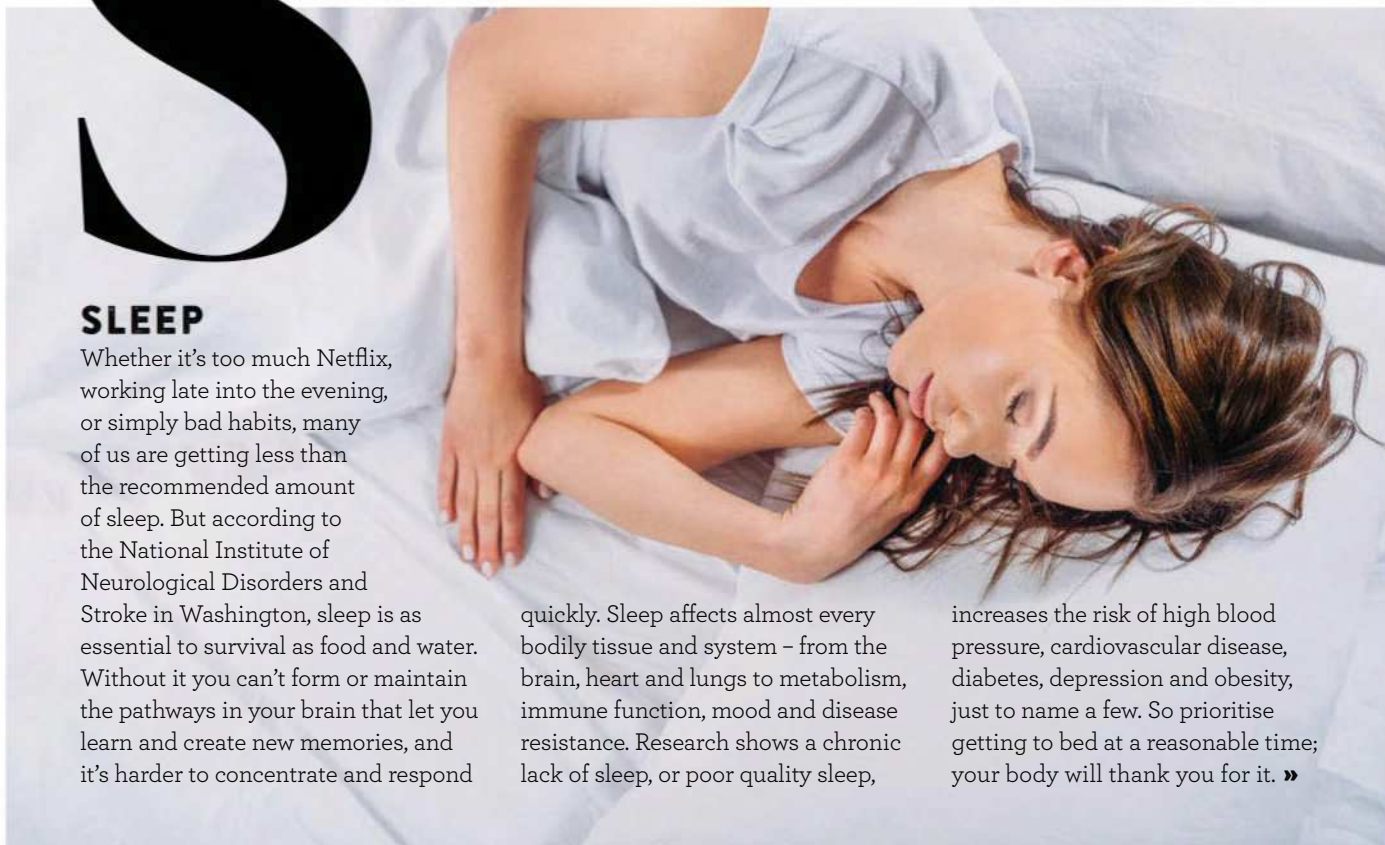 S
SLEEP
Whether it's too much Netflix,
working late into the evening,
or simply bad habits, many
of us are getting less than
the recommended amount
of sleep. But according to
the National Institute of
Neurological Disorders and
Stroke in Washington, sleep is as
essential to survival as food and water.
Without it you can't form or maintain
the pathways in your brain that let you
learn and create new memories, and
it's harder to concentrate and respond
quickly. Sleep affects almost every
bodily tissue and system – from the
brain, heart and lungs to metabolism,
immune function, mood and disease
resistance. Research shows a chronic
lack of sleep, or poor quality sleep,
increases the risk of high blood
pressure, cardiovascular disease,
diabetes, depression and obesity,
just to name a few. So prioritise
getting to bed at a reasonable time;
your body will thank you for it. »